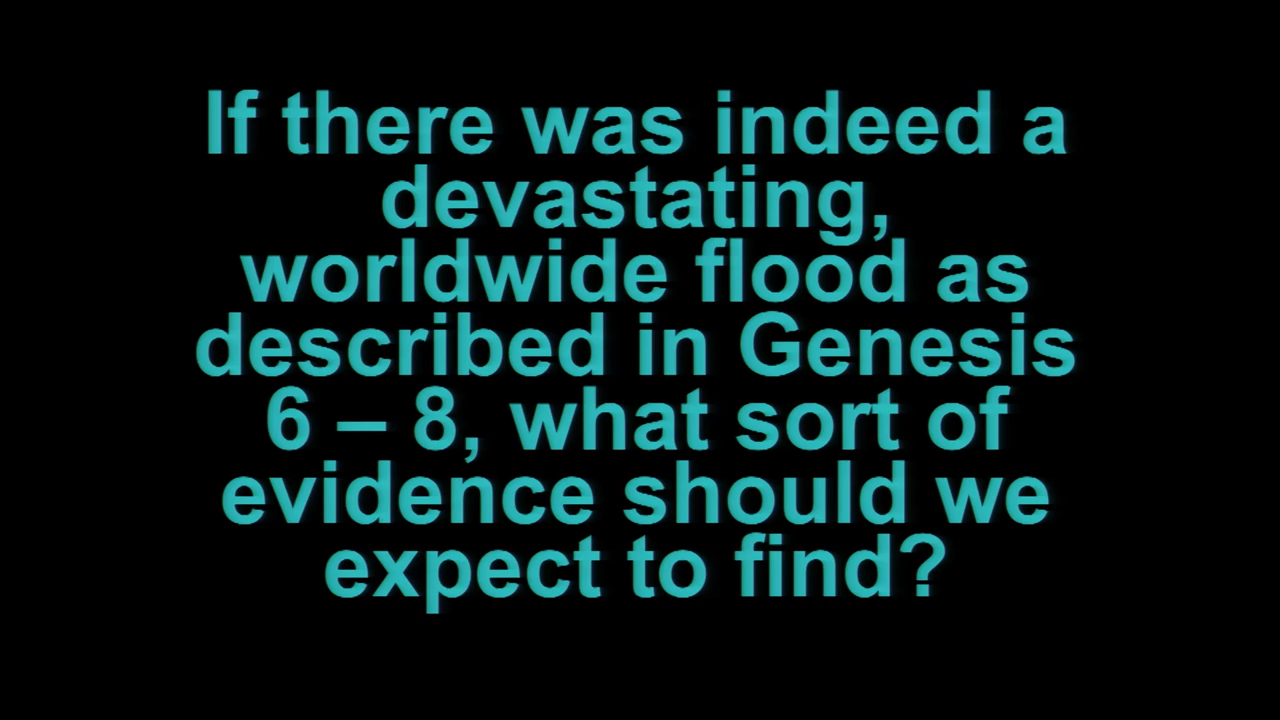 If there was indeed a
devastating,
worldwide flood as
described in Genesis
6 – 8, what sort of
evidence should we
expect to find?